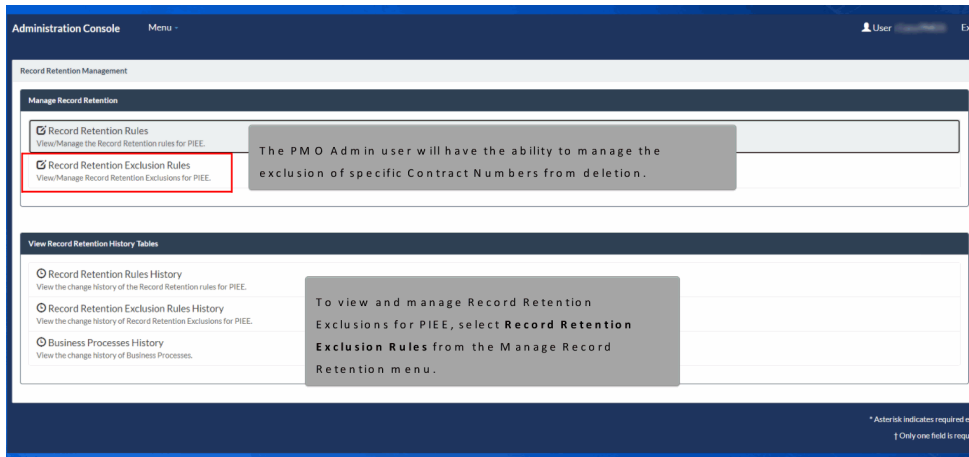 Administration Console Menu
User
Record Retention Management
Manage Record Retention
Record Retention Rules
View/Manage the Record Retention rules for PIEE.
Record Retention Exclusion Rules
View/Manage Record Retention Exclusions for PIEE.
The PMO Admin user will have the ability to manage the
exclusion of specific Contract Numbers from deletion.
View Record Retention History Tables
Record Retention Rules History
View the change history of the Record Retention rules for PIEE.
Record Retention Exclusion Rules History
View the change history of Record Retention Exclusions for PIEE.
Business Processes History
View the change history of Business Processes.
To view and manage Record Retention
Exclusions for PIEE, select Record Retention
Exclusion Rules from the Manage Record
Retention menu.
* Asterisk indicates required
† Only one field is